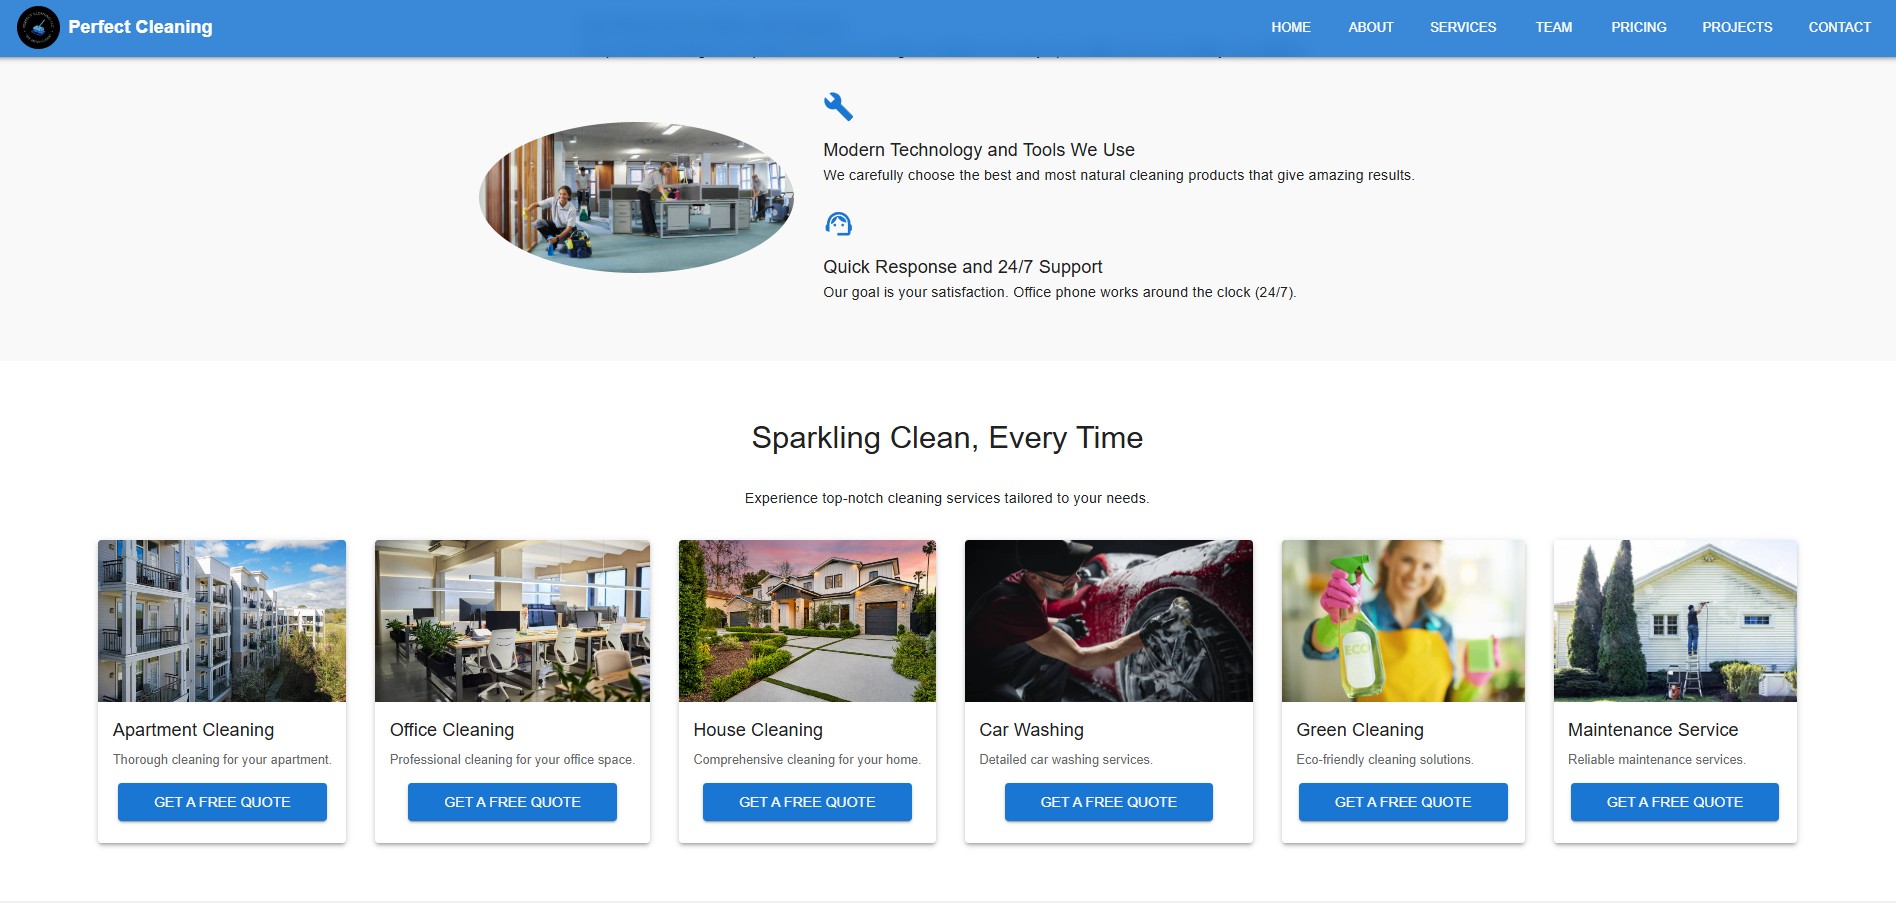 Perfect Cleaning
HOME ABOUT SERVICES TEAM PRICING PROJECTS CONTACT
Modern Technology and Tools We Use
We carefully choose the best and most natural cleaning products that give amazing results.
Quick Response and 24/7 Support
Our goal is your satisfaction. Office phone works around the clock (24/7).
Sparkling Clean, Every Time
Experience top-notch cleaning services tailored to your needs.
Apartment Cleaning
Thorough cleaning for your apartment.
GET A FREE QUOTE
Office Cleaning
Professional cleaning for your office space.
GET A FREE QUOTE
House Cleaning
Comprehensive cleaning for your home.
GET A FREE QUOTE
Car Washing
Detailed car washing services.
GET A FREE QUOTE
ECO
Green Cleaning
Eco-friendly cleaning solutions.
GET A FREE QUOTE
Maintenance Service
Reliable maintenance services.
GET A FREE QUOTE